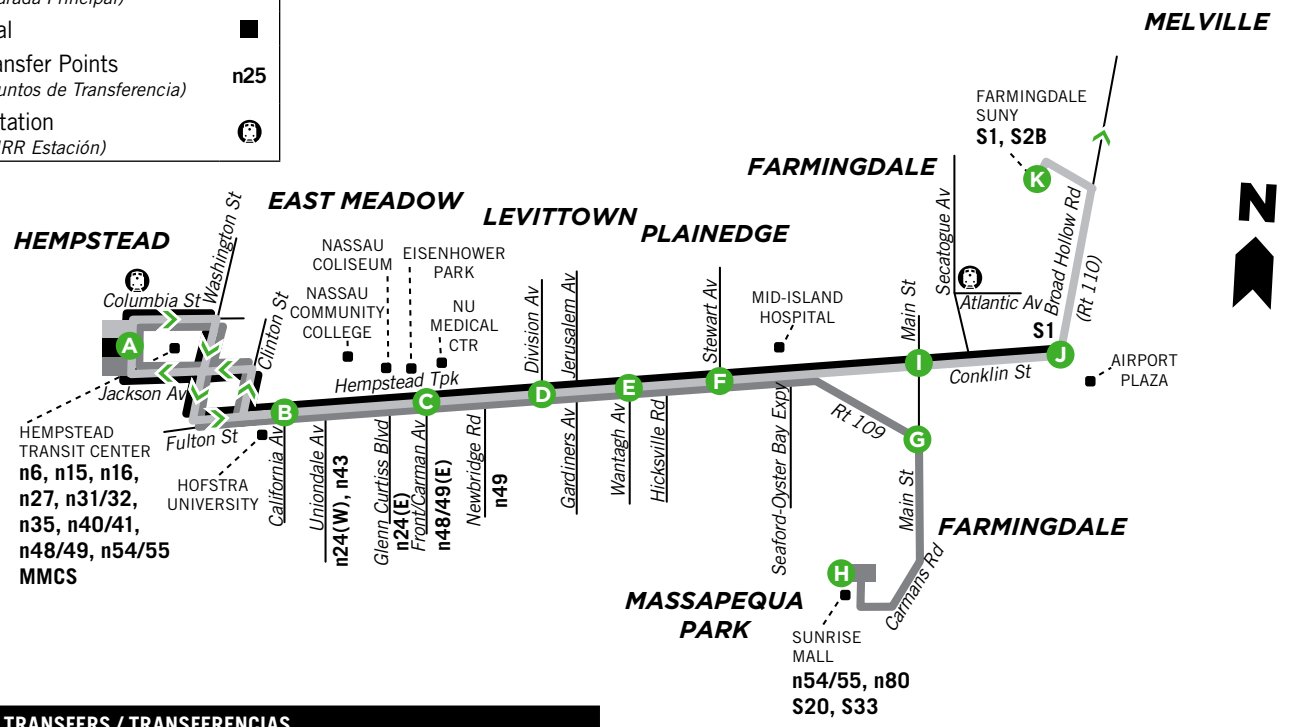 rada Principal)
al
ansfer Points
untos de Transferencia)
n25
tation
IRR Estación)
MELVILLE
FARMINGDALE
SUNY
S1, S2B
K
FARMINGDALE
N
HEMPSTEAD
EAST MEADOW
LEVITTOWN
PLAINEDGE
Washington St
Columbia St
Clinton St
A
Jackson Av
Fulton St
HEMPSTEAD
TRANSIT CENTER
n6, n15, n16,
n27, n31/32,
n35, n40/41,
n48/49, n54/55
MMCS
HOFSTRA
UNIVERSITY
NASSAU
COLISEUM
EISENHOWER
PARK
NASSAU
COMMUNITY
COLLEGE
NU
MEDICAL
CTR
Hempstead Tpk
B
California Av
Uniondale Av
n24(W), n43
Glenn Curtiss Blvd
n24(E)
C
Front/Carman Av
n48/49(E)
Newbridge Rd
n49
Division Av
D
Jerusalem Av
Gardiners Av
E
Wantagh Av
Hicksville Rd
Stewart Av
F
MID-ISLAND
HOSPITAL
Seaford-Oyster Bay Expy
Rt 109
Main St
I
G
Main St
Secatogue Av
Atlantic Av
Conklin St
Broad Hollow Rd
(Rt 110)
S1
J
AIRPORT
PLAZA
FARMINGDALE
Carmans Rd
H
MASSAPEQUA
PARK
SUNRISE
MALL
n54/55, n80
S20, S33
TRANSFERS / TRANSFERENCIAS